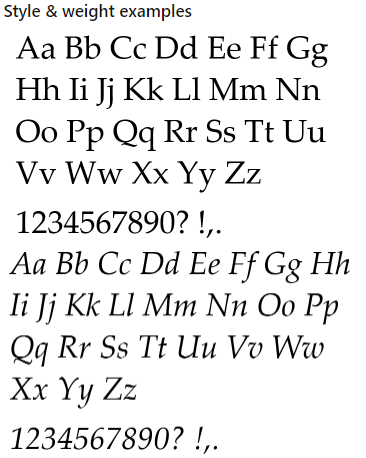 Style & weight examples
Aa Bb Cc Dd Ee Ff Gg
Hh Ii Jj Kk Ll Mm Nn
Oo Pp Qq Rr Ss Tt Uu
Vv Ww Xx Yy Zz
1234567890? !,.
Aa Bb Cc Dd Ee Ff Gg Hh
Ii Jj Kk Ll Mm Nn Oo Pp
Qq Rr Ss Tt Uu Vv Ww
Xx Yy Zz
1234567890? !,.